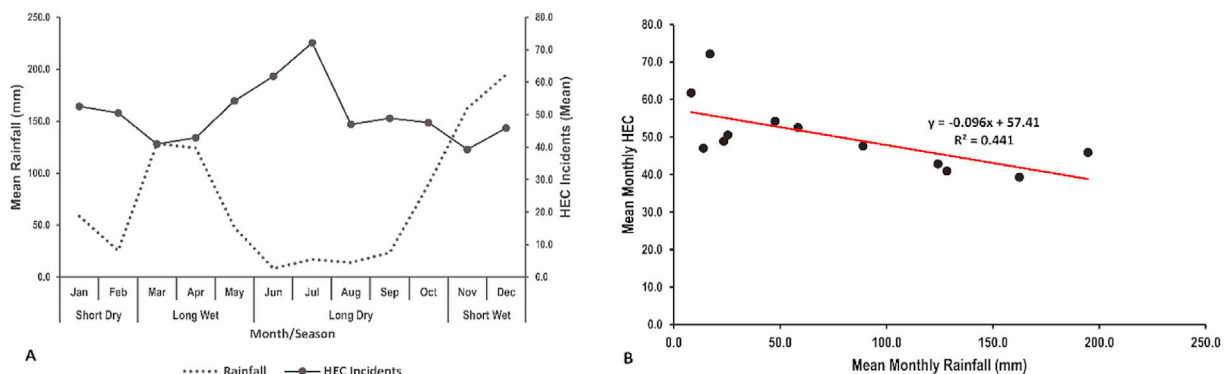 250.0
200.0
150.0
100.0
50.0
0.0
Mean Rainfall (mm)
80.0
70.0
60.0
50.0
40.0
30.0
20.0
10.0
0.0
HEC Incidents (Mean)
Jan Feb Mar Apr May Jun Jul Aug Sep Oct Nov Dec
Short Dry Long Wet Long Dry Short Wet
Month/Season
A
Rainfall HEC Incidents
80.0
70.0
60.0
50.0
40.0
30.0
20.0
10.0
0.0
Mean Monthly HEC
y = -0.096x + 57.41
R² = 0.441
0.0 50.0 100.0 150.0 200.0 250.0
B
Mean Monthly Rainfall (mm)